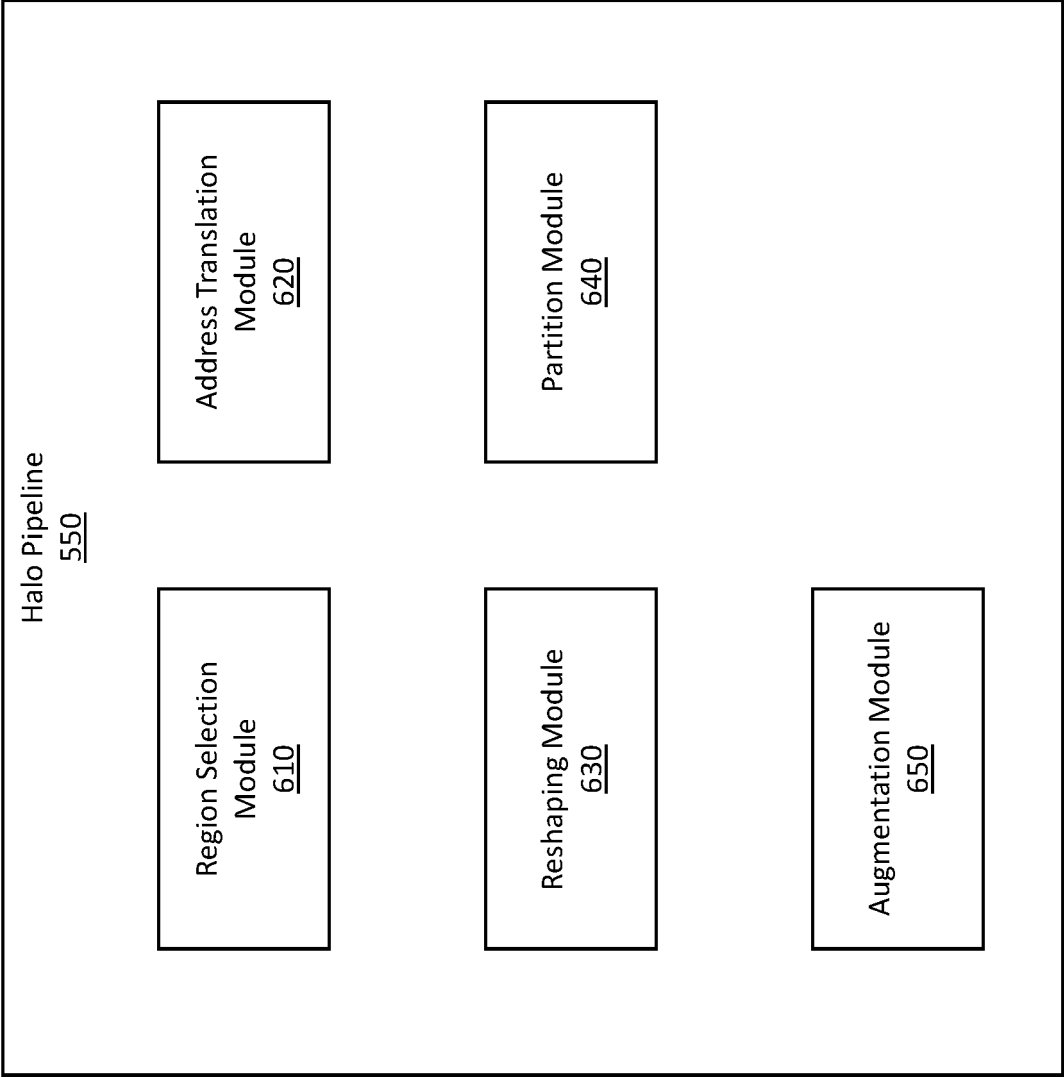 Halo Pipeline
550
Region Selection
Module
610
Address Translation
Module
620
Reshaping Module
630
Partition Module
640
Augmentation Module
650